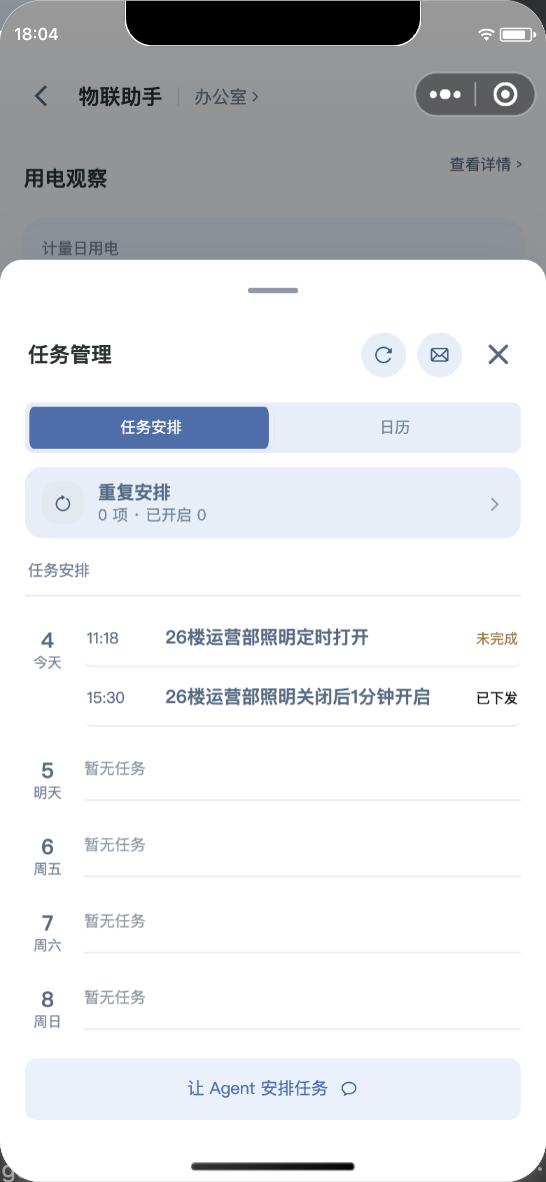 18:04
物联助手
办公室 >
用电观察
查看详情 >
计量日用电
任务管理
任务安排
日历
重复安排
0 项 · 已开启 0
任务安排
4
今天
11:18
26楼运营部照明定时打开
未完成
15:30
26楼运营部照明关闭后1分钟开启
已下发
5
明天
暂无任务
6
周五
暂无任务
7
周六
暂无任务
8
周日
暂无任务
让 Agent 安排任务